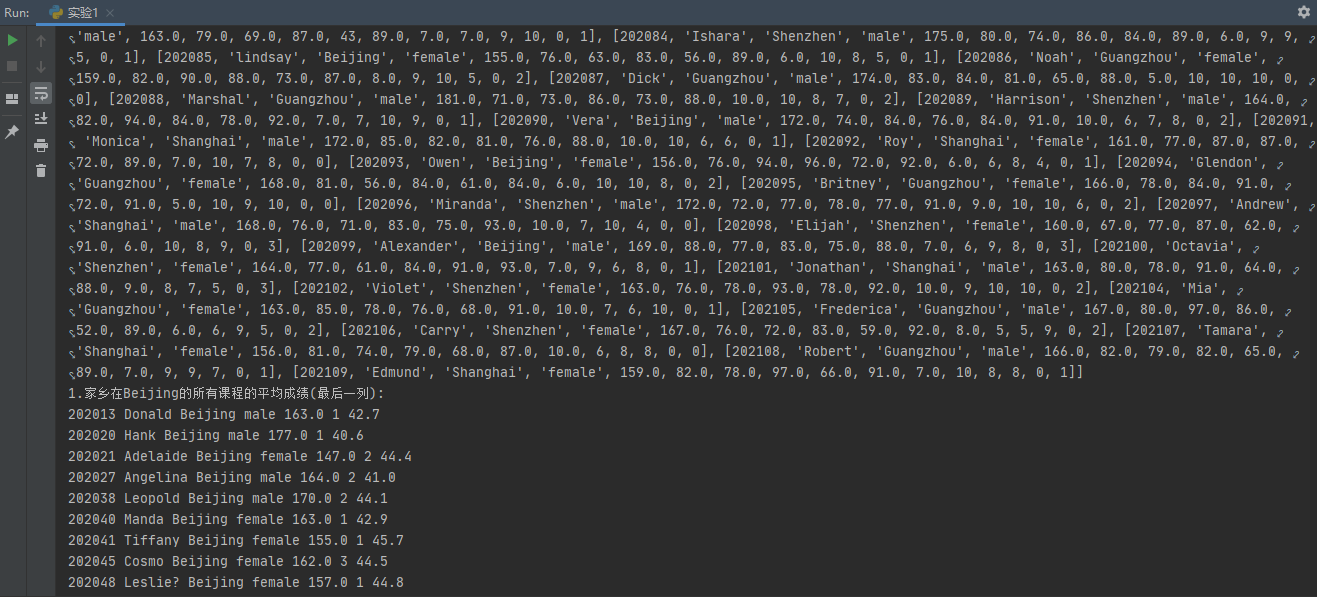 Run: 实验1
'male', 163.0, 79.0, 69.0, 87.0, 43, 89.0, 7.0, 7.0, 9, 10, 0, 1], [202084, 'Ishara', 'Shenzhen', 'male', 175.0, 80.0, 74.0, 86.0, 84.0, 89.0, 6.0, 9, 9,
5, 0, 1], [202085, 'lindsay', 'Beijing', 'female', 155.0, 76.0, 63.0, 83.0, 56.0, 89.0, 6.0, 10, 8, 5, 0, 1], [202086, 'Noah', 'Guangzhou', 'female',
159.0, 82.0, 90.0, 88.0, 73.0, 87.0, 8.0, 9, 10, 5, 0, 2], [202087, 'Dick', 'Guangzhou', 'male', 174.0, 83.0, 84.0, 81.0, 65.0, 88.0, 5.0, 10, 10, 10, 0,
0], [202088, 'Marshal', 'Guangzhou', 'male', 181.0, 71.0, 73.0, 86.0, 73.0, 88.0, 10.0, 10, 8, 7, 0, 2], [202089, 'Harrison', 'Shenzhen', 'male', 164.0,
82.0, 94.0, 84.0, 78.0, 92.0, 7.0, 7, 10, 9, 0, 1], [202090, 'Vera', 'Beijing', 'male', 172.0, 74.0, 84.0, 76.0, 84.0, 91.0, 10.0, 6, 7, 8, 0, 2], [202091,
'Monica', 'Shanghai', 'male', 172.0, 85.0, 82.0, 81.0, 76.0, 88.0, 10.0, 10, 6, 6, 0, 1], [202092, 'Roy', 'Shanghai', 'female', 161.0, 77.0, 87.0, 87.0,
72.0, 89.0, 7.0, 10, 7, 8, 0, 0], [202093, 'Owen', 'Beijing', 'female', 156.0, 76.0, 94.0, 96.0, 72.0, 92.0, 6.0, 6, 8, 4, 0, 1], [202094, 'Glendon',
'Guangzhou', 'female', 168.0, 81.0, 56.0, 84.0, 61.0, 84.0, 6.0, 10, 10, 8, 0, 2], [202095, 'Britney', 'Guangzhou', 'female', 166.0, 78.0, 84.0, 91.0,
72.0, 91.0, 5.0, 10, 9, 10, 0, 0], [202096, 'Miranda', 'Shenzhen', 'male', 172.0, 72.0, 77.0, 78.0, 77.0, 91.0, 9.0, 10, 10, 6, 0, 2], [202097, 'Andrew',
'Shanghai', 'male', 168.0, 76.0, 71.0, 83.0, 75.0, 93.0, 10.0, 7, 10, 4, 0, 0], [202098, 'Elijah', 'Shenzhen', 'female', 160.0, 67.0, 77.0, 87.0, 62.0,
91.0, 6.0, 10, 8, 9, 0, 3], [202099, 'Alexander', 'Beijing', 'male', 169.0, 88.0, 77.0, 83.0, 75.0, 88.0, 7.0, 6, 9, 8, 0, 3], [202100, 'Octavia',
'Shenzhen', 'female', 164.0, 77.0, 61.0, 84.0, 91.0, 93.0, 7.0, 9, 6, 8, 0, 1], [202101, 'Jonathan', 'Shanghai', 'male', 163.0, 80.0, 78.0, 91.0, 64.0,
88.0, 9.0, 8, 7, 5, 0, 3], [202102, 'Violet', 'Shenzhen', 'female', 163.0, 76.0, 78.0, 93.0, 78.0, 92.0, 10.0, 9, 10, 10, 0, 2], [202104, 'Mia',
'Guangzhou', 'female', 163.0, 85.0, 78.0, 76.0, 68.0, 91.0, 10.0, 7, 6, 10, 0, 1], [202105, 'Frederica', 'Guangzhou', 'male', 167.0, 80.0, 97.0, 86.0,
52.0, 89.0, 6.0, 6, 9, 5, 0, 2], [202106, 'Carry', 'Shenzhen', 'female', 167.0, 76.0, 72.0, 83.0, 59.0, 92.0, 8.0, 5, 5, 9, 0, 2], [202107, 'Tamara',
'Shanghai', 'female', 156.0, 81.0, 74.0, 79.0, 68.0, 87.0, 10.0, 6, 8, 8, 0, 0], [202108, 'Robert', 'Guangzhou', 'male', 166.0, 82.0, 79.0, 82.0, 65.0,
89.0, 7.0, 9, 9, 7, 0, 1], [202109, 'Edmund', 'Shanghai', 'female', 159.0, 82.0, 78.0, 97.0, 66.0, 91.0, 7.0, 10, 8, 8, 0, 1]]
1.家乡在Beijing的所有课程的平均成绩(最后一列):
202013 Donald Beijing male 163.0 1 42.7
202020 Hank Beijing male 177.0 1 40.6
202021 Adelaide Beijing female 147.0 2 44.4
202027 Angelina Beijing male 164.0 2 41.0
202038 Leopold Beijing male 170.0 2 44.1
202040 Manda Beijing female 163.0 1 42.9
202041 Tiffany Beijing female 155.0 1 45.7
202045 Cosmo Beijing female 162.0 3 44.5
202048 Leslie? Beijing female 157.0 1 44.8